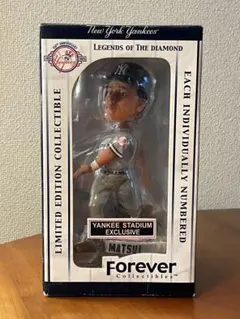 New York Yankees
LEGENDS OF THE DIAMOND
LIMITED EDITION COLLECTIBLE
EACH INDIVIDUALLY NUMBERED
NY
YANKEE STADIUM
EXCLUSIVE
MATSUI
Forever
Collectibles